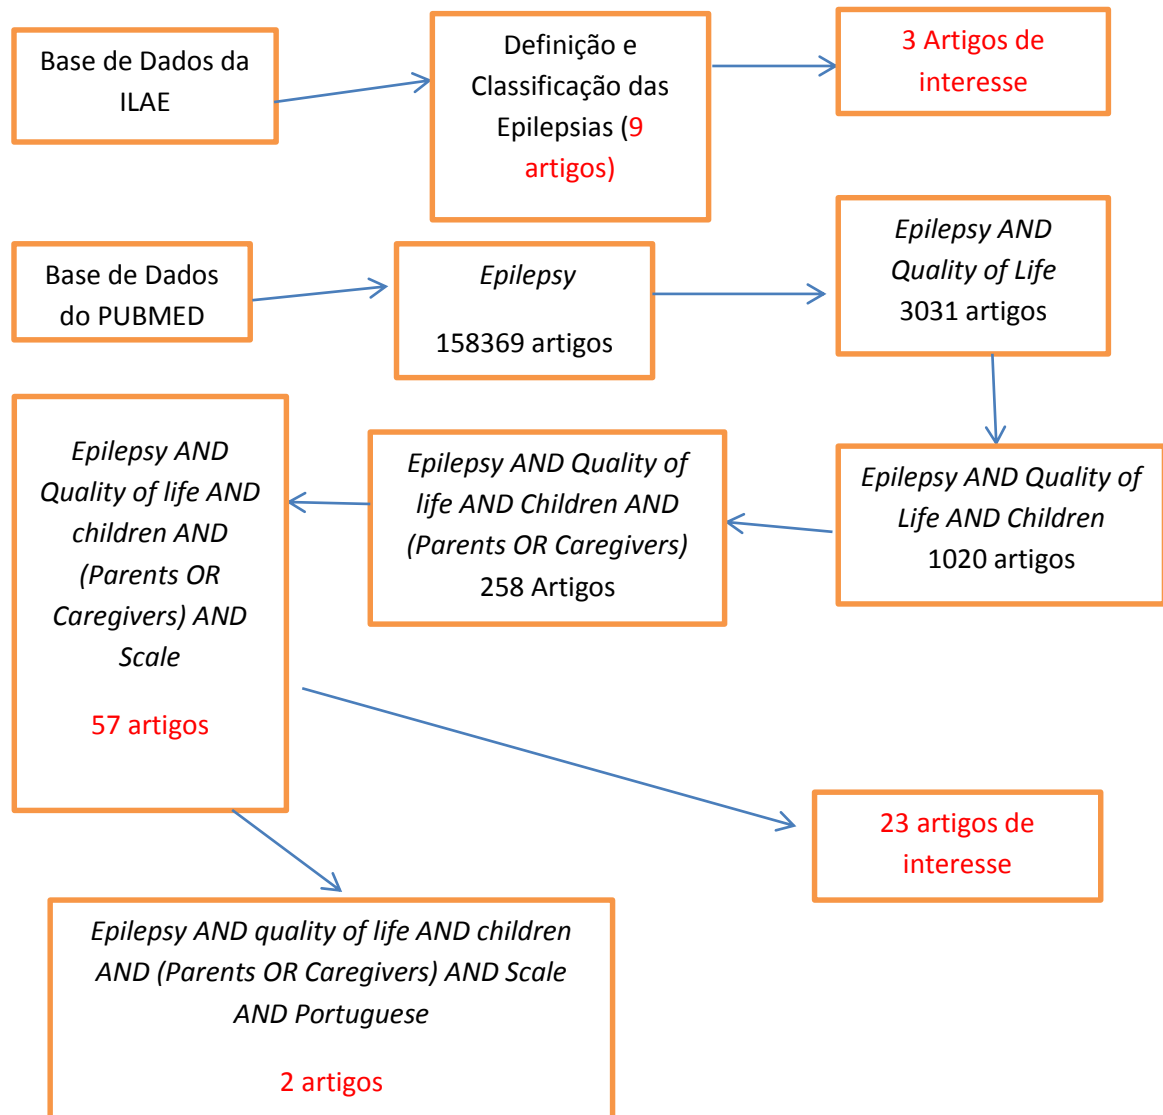 Base de Dados da
ILAE
Definição e
Classificação das
Epilepsias (9
artigos)
3 Artigos de
interesse
Base de Dados
do PUBMED
Epilepsy
158369 artigos
Epilepsy AND
Quality of Life
3031 artigos
Epilepsy AND Quality of
Life AND Children
1020 artigos
Epilepsy AND Quality of
life AND Children AND
(Parents OR Caregivers)
258 Artigos
Epilepsy AND
Quality of life AND
children AND
(Parents OR
Caregivers) AND
Scale
57 artigos
23 artigos de
interesse
Epilepsy AND quality of life AND children
AND (Parents OR Caregivers) AND Scale
AND Portuguese
2 artigos